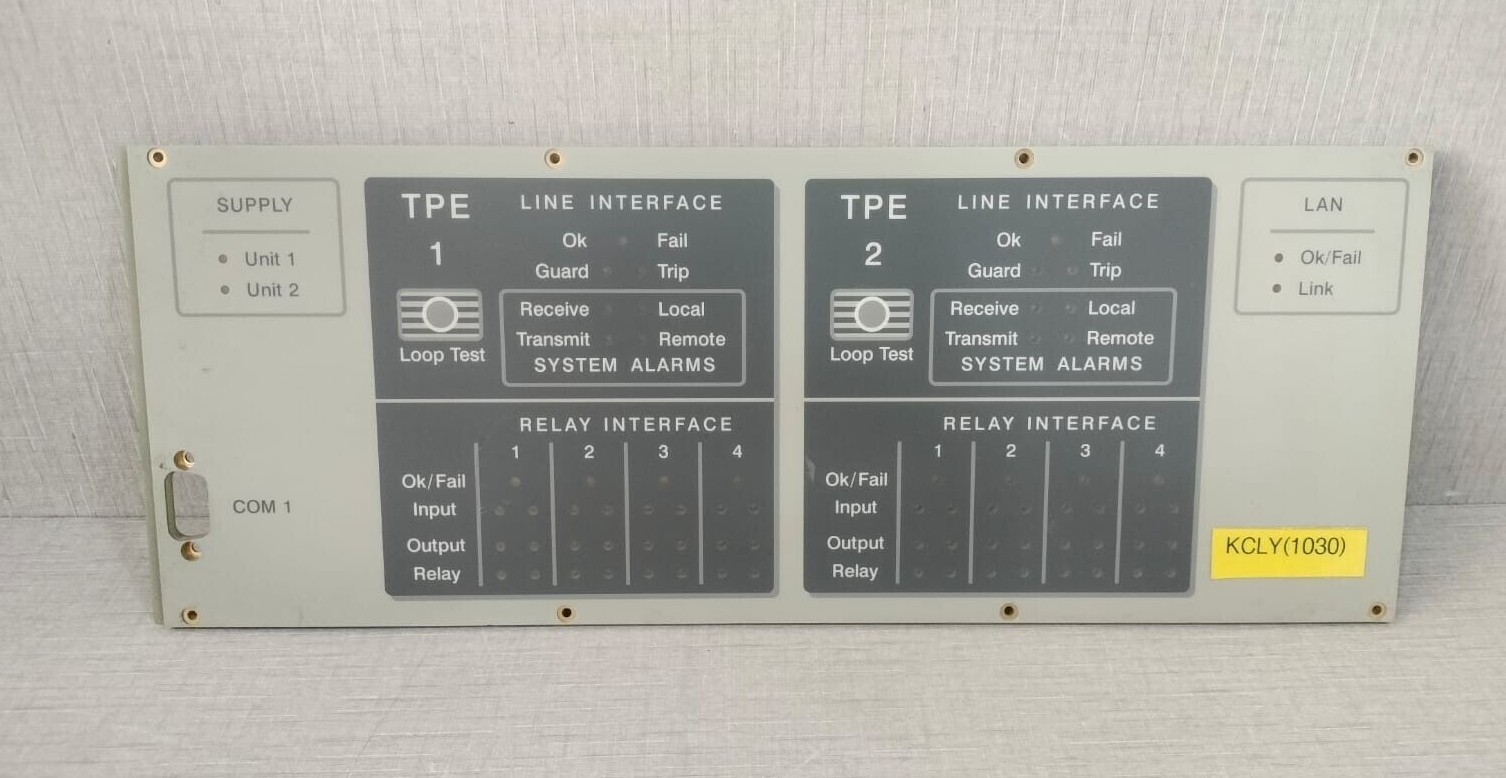 SUPPLY
Unit 1
Unit 2
COM 1
TPE
1
Loop Test
LINE INTERFACE
Ok Fail
Guard Trip
Receive Local
Transmit Remote
SYSTEM ALARMS
RELAY INTERFACE
1 2 3 4
Ok/Fail
Input
Output
Relay
TPE
2
Loop Test
LINE INTERFACE
Ok Fail
Guard Trip
Receive Local
Transmit Remote
SYSTEM ALARMS
RELAY INTERFACE
1 2 3 4
Ok/Fail
Input
Output
Relay
LAN
Ok/Fail
Link
KCLY(1030)